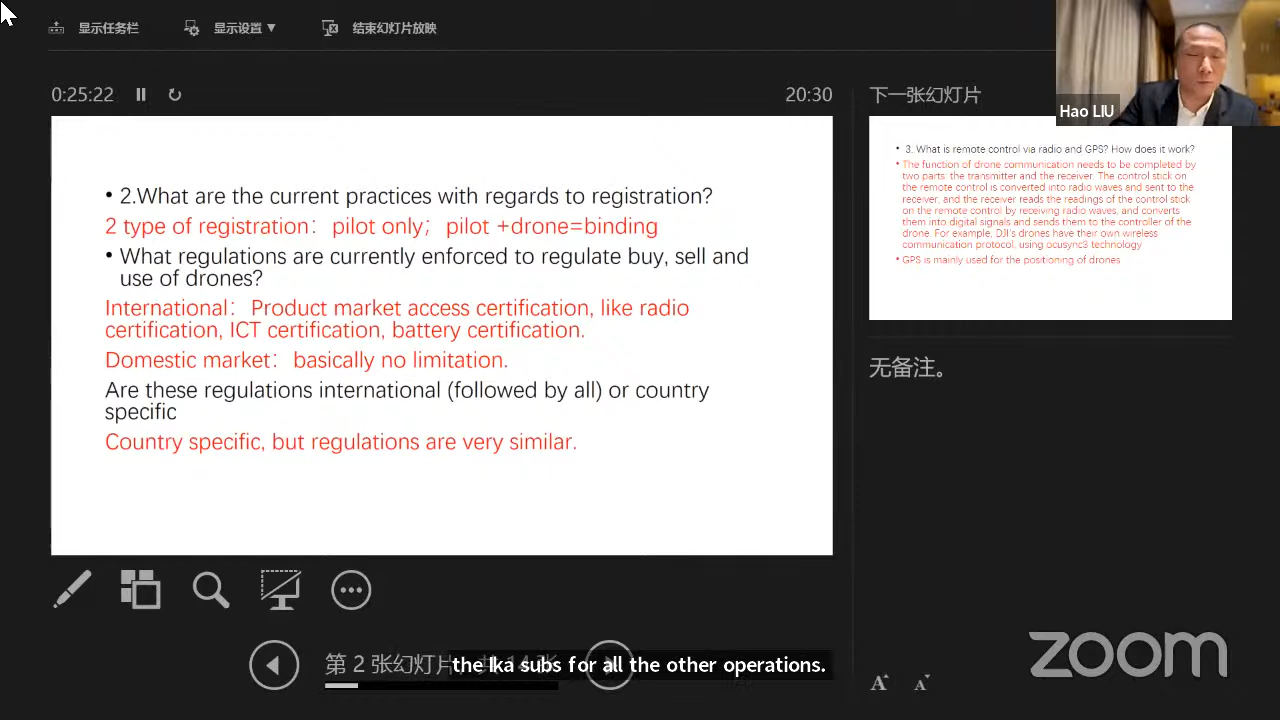 显示任务栏
显示设置 ▼
结束幻灯片放映
0:25:22
20:30
下一张幻灯片
Hao LIU
• 2.What are the current practices with regards to registration?
2 type of registration： pilot only； pilot +drone=binding
• What regulations are currently enforced to regulate buy, sell and
use of drones?
International： Product market access certification, like radio
certification, ICT certification, battery certification.
Domestic market： basically no limitation.
Are these regulations international (followed by all) or country
specific
Country specific, but regulations are very similar.
• 3. What is remote control via radio and GPS? How does it work?
• The function of drone communication needs to be completed by
two parts: the transmitter and the receiver. The control stick on
the remote control is converted into radio waves and sent to the
receiver, and the receiver reads the readings of the control stick
on the remote control by receiving radio waves, and converts
them into digital signals and sends them to the controller of the
drone. For example, DJI's drones have their own wireless
communication protocol, using ocusync3 technology
• GPS is mainly used for the positioning of drones
无备注。
第 2 张幻灯片
the Ika subs for all the other operations.
zoom
A A